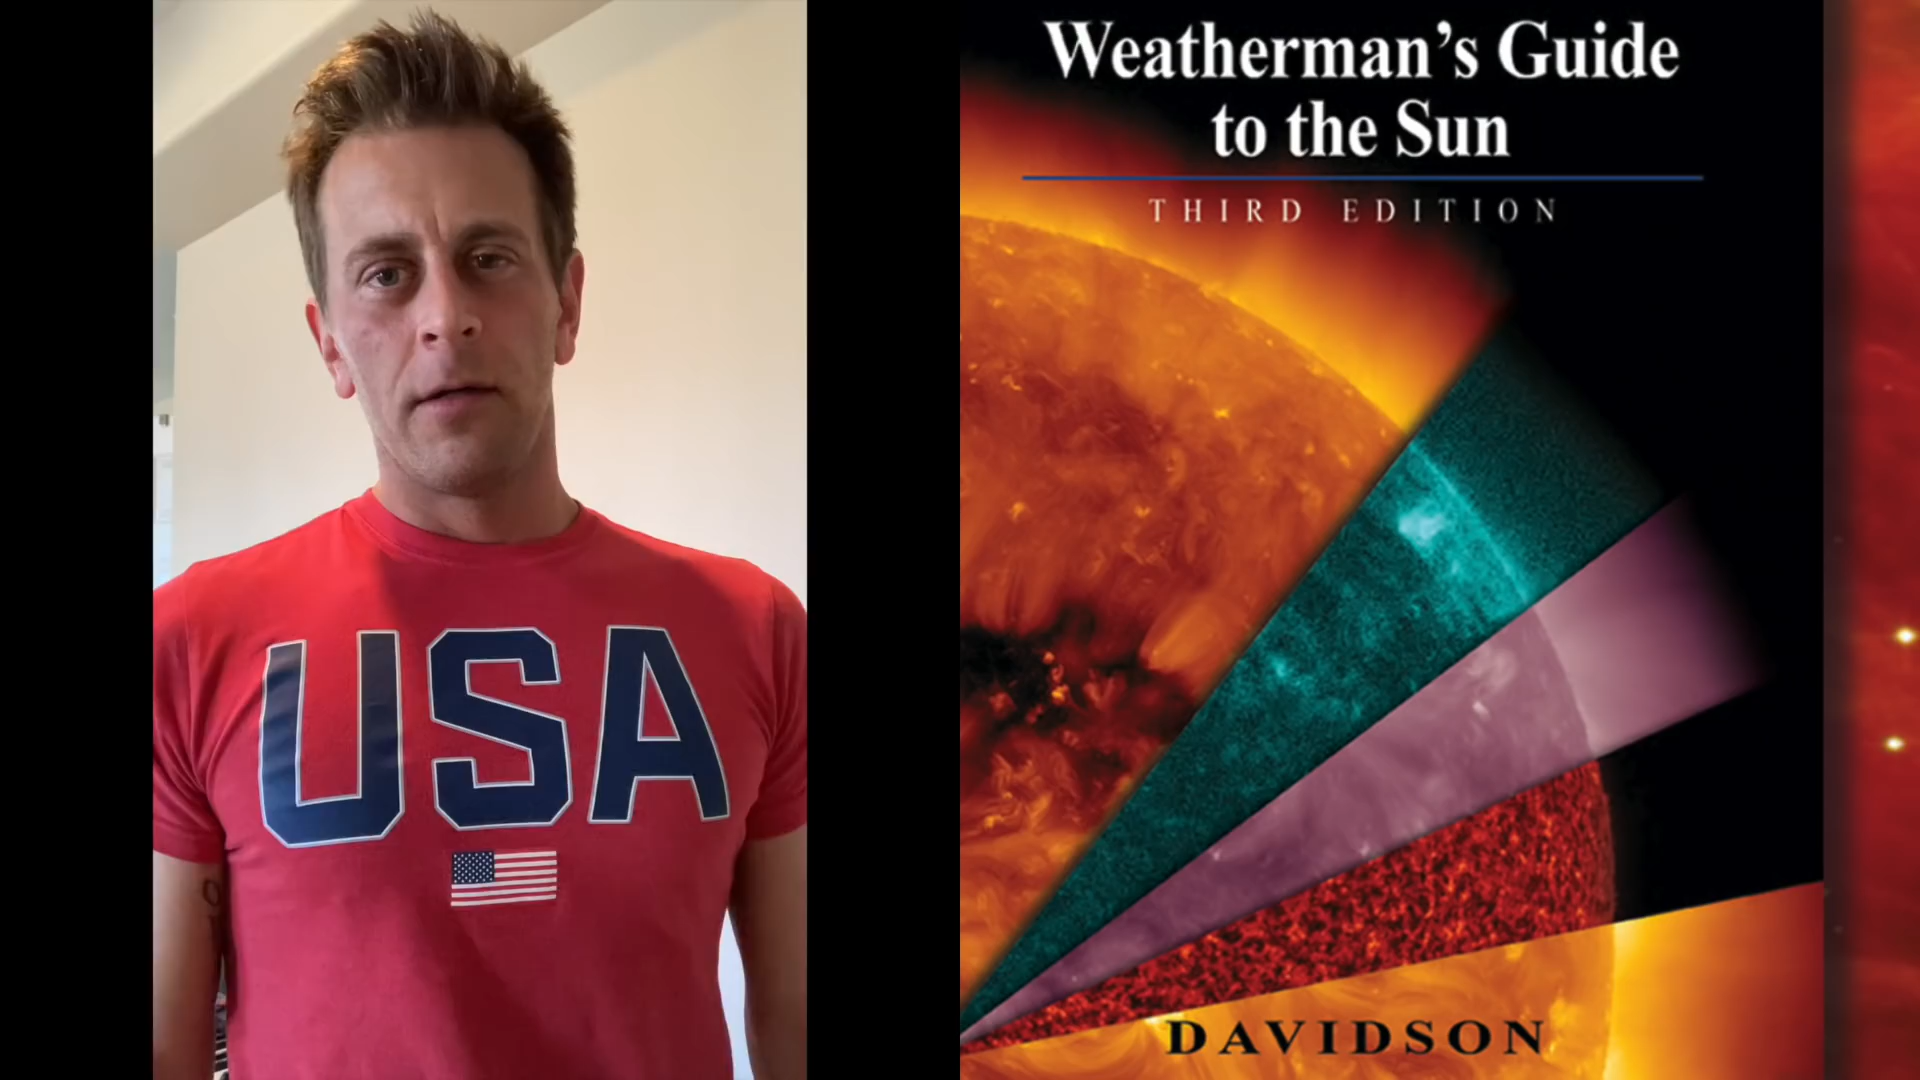 USA
Weatherman's Guide
to the Sun
THIRD EDITION
DAVIDSON